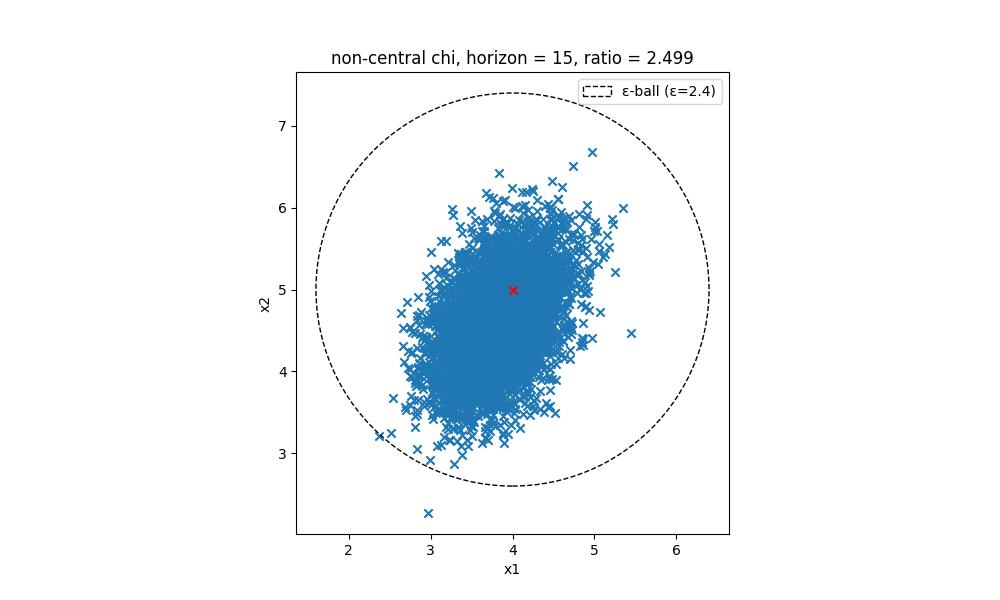 non-central chi, horizon = 15, ratio = 2.499
ε-ball (ε=2.4)
7
6
5
4
3
x2
2 3 4 5 6
x1